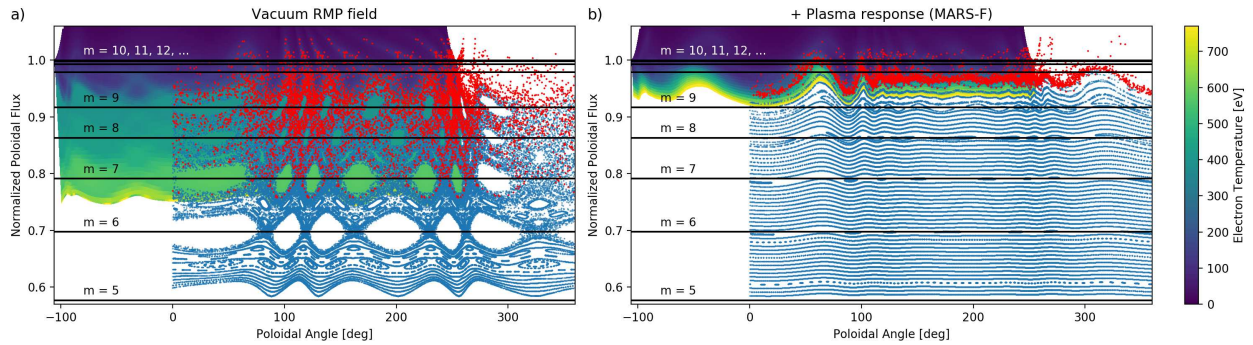 a)
Vacuum RMP field
m = 10, 11, 12, ...
m = 9
m = 8
m = 7
m = 6
m = 5
1.0
0.9
0.8
0.7
0.6
Normalized Poloidal Flux
−100
0
100
200
300
Poloidal Angle [deg]
b)
+ Plasma response (MARS-F)
m = 10, 11, 12, ...
m = 9
m = 8
m = 7
m = 6
m = 5
1.0
0.9
0.8
0.7
0.6
Normalized Poloidal Flux
−100
0
100
200
300
Poloidal Angle [deg]
700
600
500
400
300
200
100
0
Electron Temperature [eV]